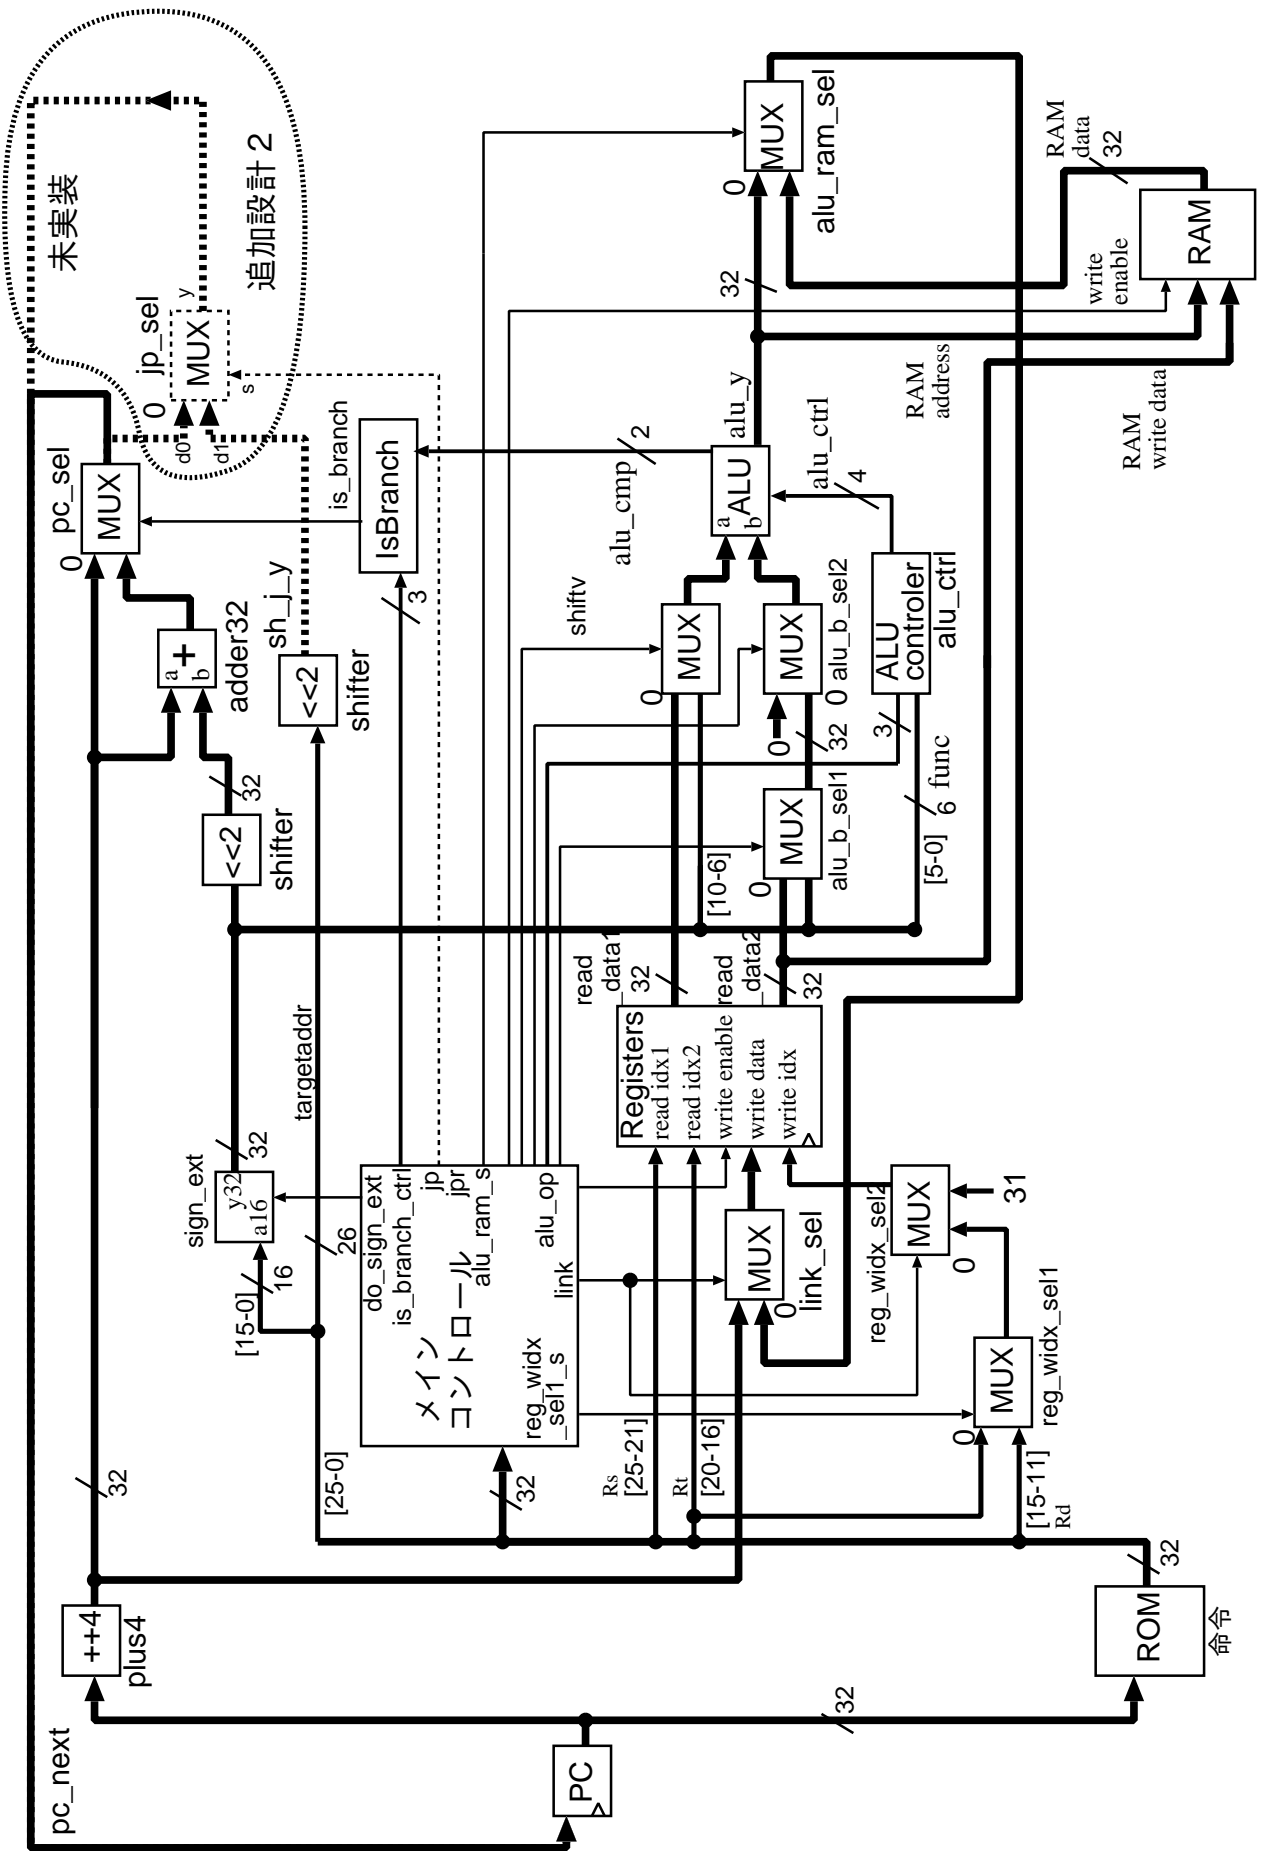 pc_next
PC
32
++4
plus4
32
ROM
命令
32
[25-0]
[15-0]
16
26
sign_ext
y32
a16
32
targetaddr
メイン
コントロール
do_sign_ext
is_branch_ctrl
jp
jpr
alu_ram_s
alu_op
link
reg_widx
_sel1_s
32
Rs
[25-21]
Rt
[20-16]
[15-11]
Rd
0
MUX
reg_widx_sel1
0
MUX
reg_widx_sel2
31
0
MUX
link_sel
Registers
read idx1
read idx2
write enable
write data
write idx
read
_data1
32
read
_data2
32
<<2
shifter
32
a
b
+
adder32
<<2
shifter
sh_j_y
0
MUX
pc_sel
IsBranch
is_branch
3
[10-6]
[5-0]
6
func
0
MUX
alu_b_sel1
32
0
MUX
shiftv
0
0
MUX
alu_b_sel2
3
ALU
controler
alu_ctrl
a
b
ALU
alu_cmp
2
alu_y
alu_ctrl
4
d0
d1
0
MUX
jp_sel
s
y
未実装
追加設計 2
32
0
MUX
alu_ram_sel
RAM
address
RAM
write data
write
enable
RAM
RAM
data
32